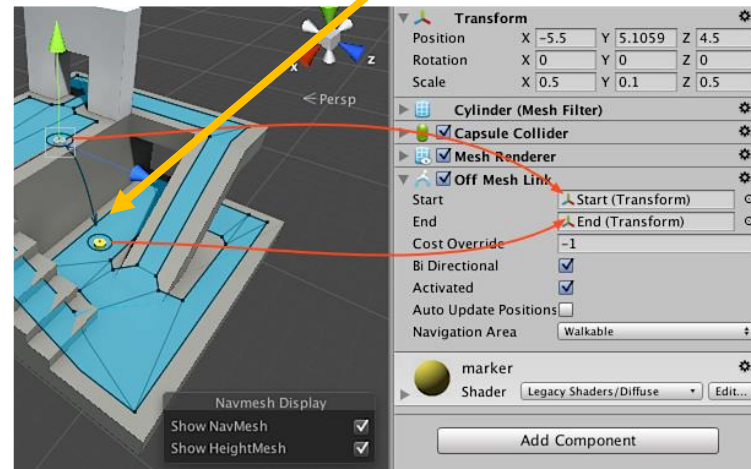 x
z
Persp
Navmesh Display
Show NavMesh
Show HeightMesh
Transform
Position X -5.5 Y 5.1059 Z 4.5
Rotation X 0 Y 0 Z 0
Scale X 0.5 Y 0.1 Z 0.5
Cylinder (Mesh Filter)
Capsule Collider
Mesh Renderer
Off Mesh Link
Start Start (Transform)
End End (Transform)
Cost Override -1
Bi Directional
Activated
Auto Update Positions
Navigation Area Walkable
marker
Shader Legacy Shaders/Diffuse Edit...
Add Component